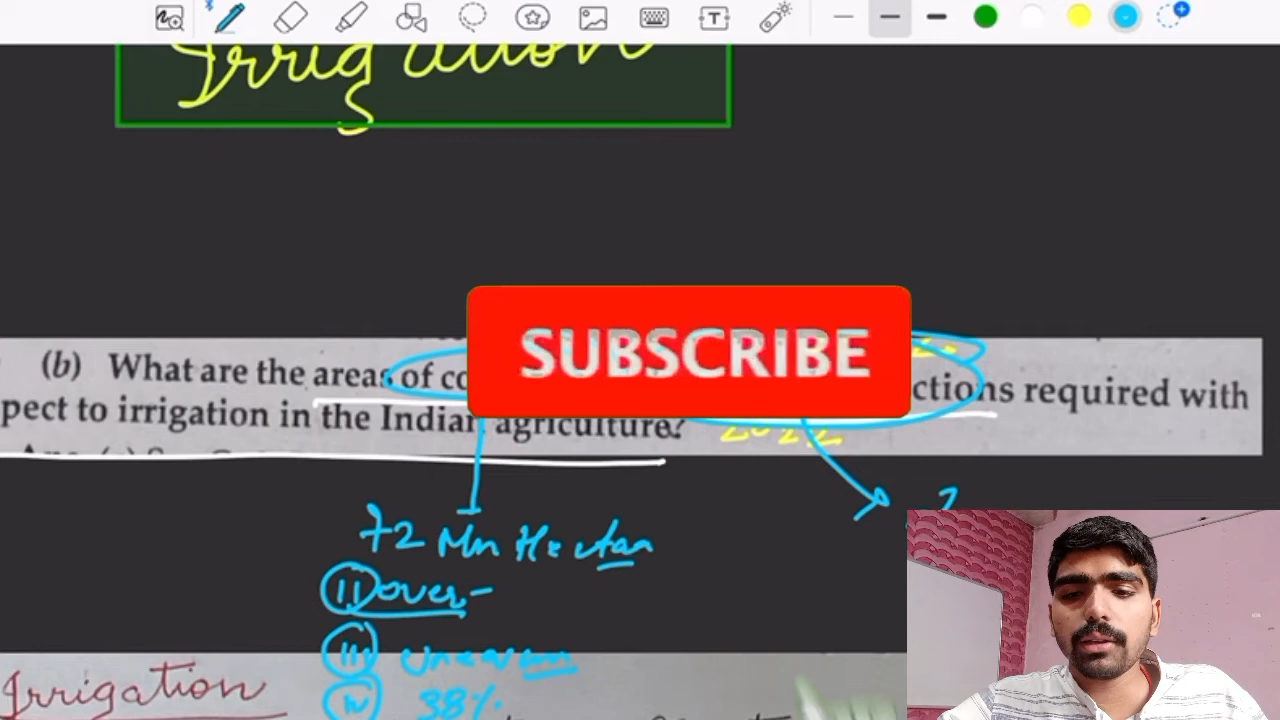 Irrigation
SUBSCRIBE
(b) What are the areas of co ctions required with
pect to irrigation in the Indian agriculture? 2022
72 Mn Hectan
(ii) over-
(iii) uneven
(iv) 38%
Irrigation